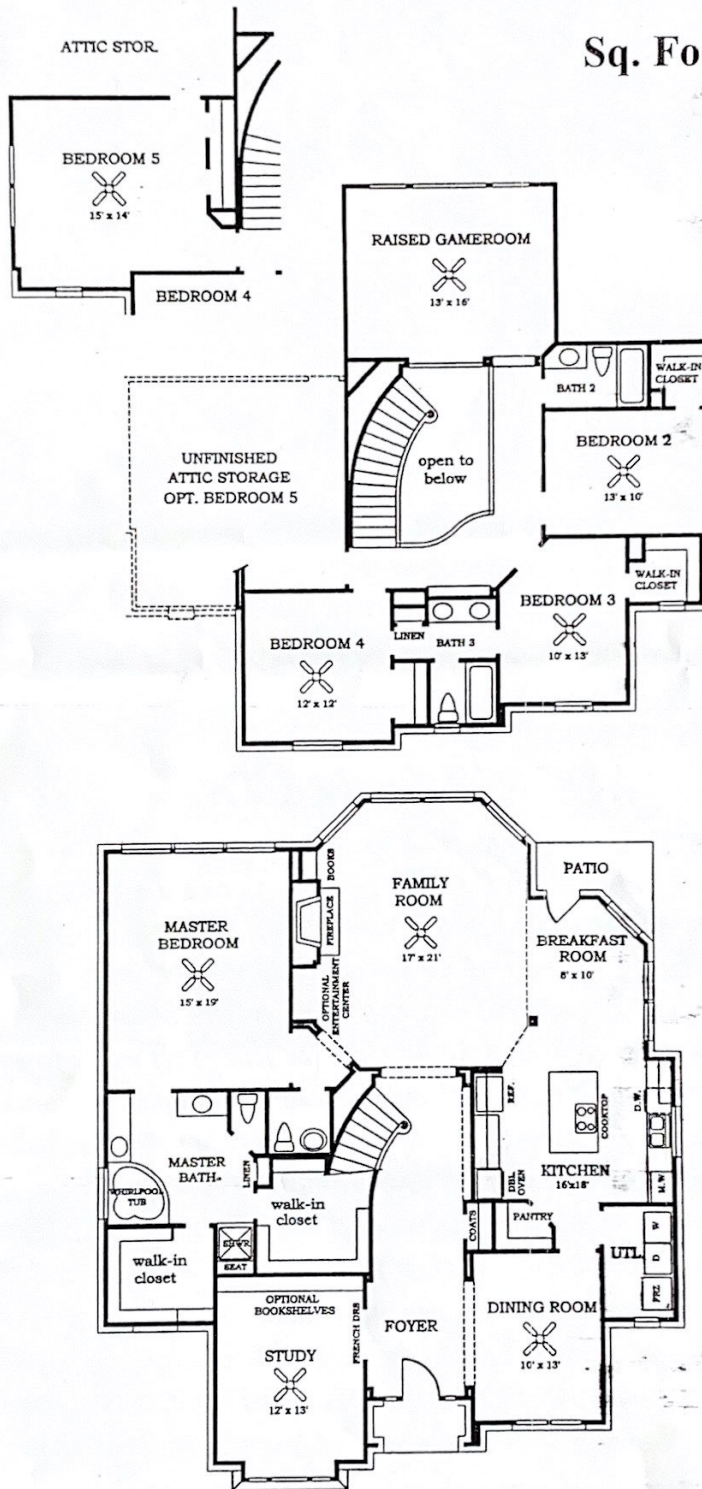 Sq. Fo
ATTIC STOR.
BEDROOM 5
15' x 14'
BEDROOM 4
RAISED GAMEROOM
13' x 16'
BATH 2
WALK-IN
CLOSET
UNFINISHED
ATTIC STORAGE
OPT. BEDROOM 5
open to
below
BEDROOM 2
13' x 10'
WALK-IN
CLOSET
BEDROOM 3
10' x 13'
LINEN
BATH 3
BEDROOM 4
12' x 12'
BOOKS
FIREPLACE
OPTIONAL
ENTERTAINMENT
CENTER
FAMILY
ROOM
17' x 21'
PATIO
BREAKFAST
ROOM
8' x 10'
MASTER
BEDROOM
15' x 19'
REF.
COOKTOP
D.W.
DBL
OVEN
KITCHEN
16'x18'
M.W
MASTER
BATH
LINEN
WHIRLPOOL
TUB
walk-in
closet
COATS
PANTRY
UTL.
W
D
FRZ
walk-in
closet
SHWR
SEAT
OPTIONAL
BOOKSHELVES
FRENCH DRS
STUDY
12' x 13'
FOYER
DINING ROOM
10' x 13'